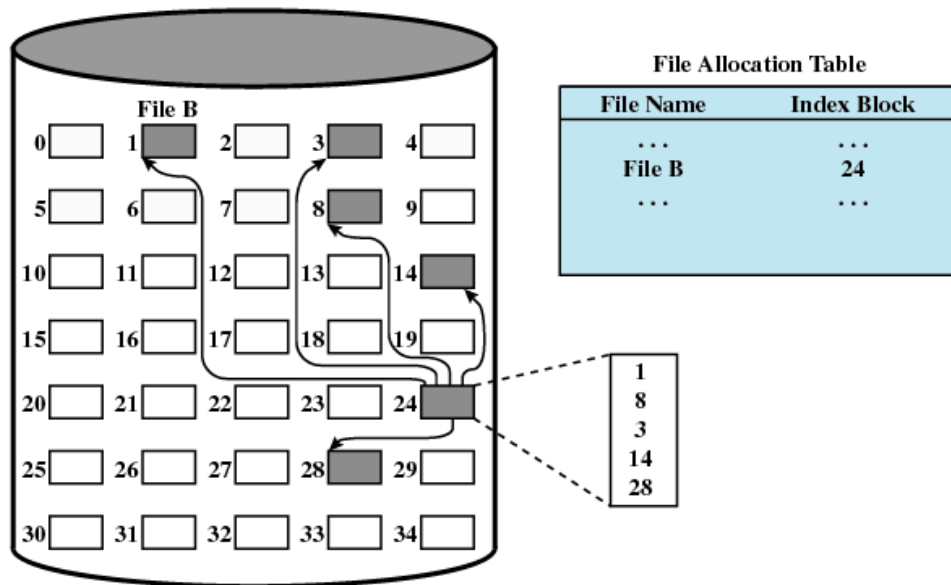 File Allocation Table
File Name Index Block
. . . . . .
File B 24
. . . . . .
File B
0 1 2 3 4
5 6 7 8 9
10 11 12 13 14
15 16 17 18 19
20 21 22 23 24
25 26 27 28 29
30 31 32 33 34
1
8
3
14
28